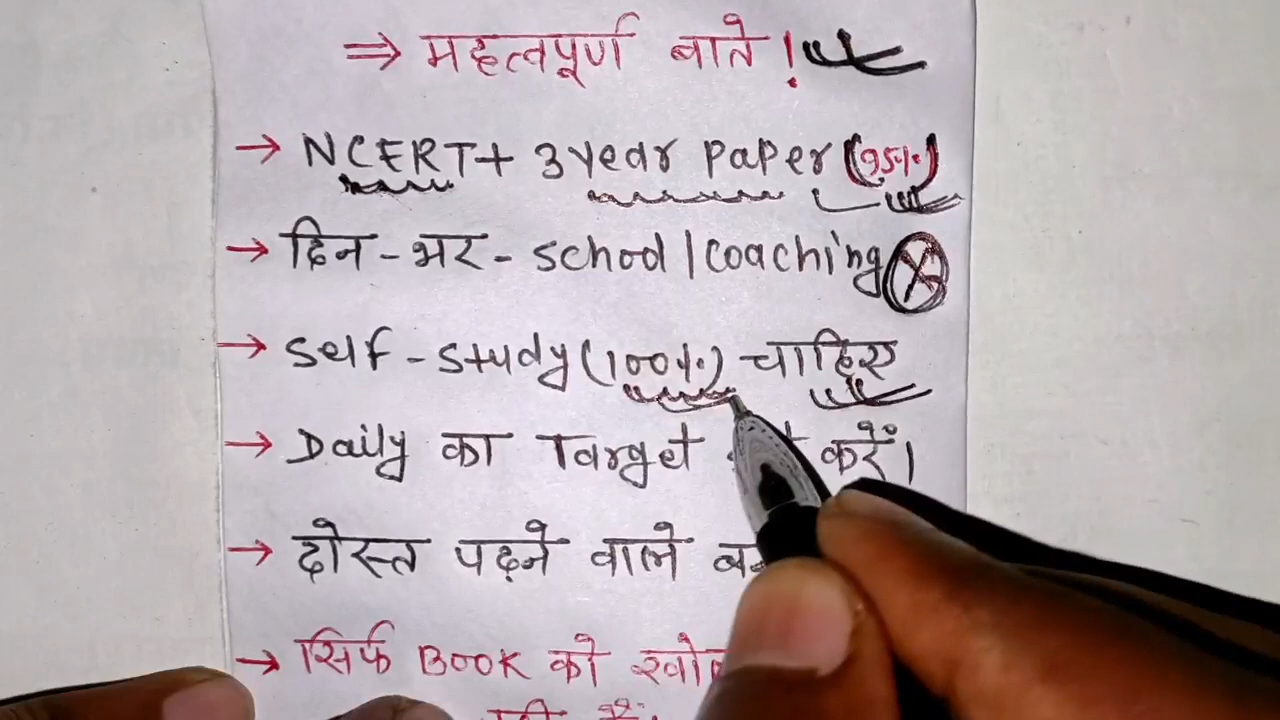 ⇒ महत्वपूर्ण बाते !
→ NCERT + 3 year paper (95%)
→ दिन - भर - school | coaching
→ self - study (100%) चाहिए
→ Daily का Target करें।
→ दोस्त पढ़ने वाले
→ सिर्फ BOOK को